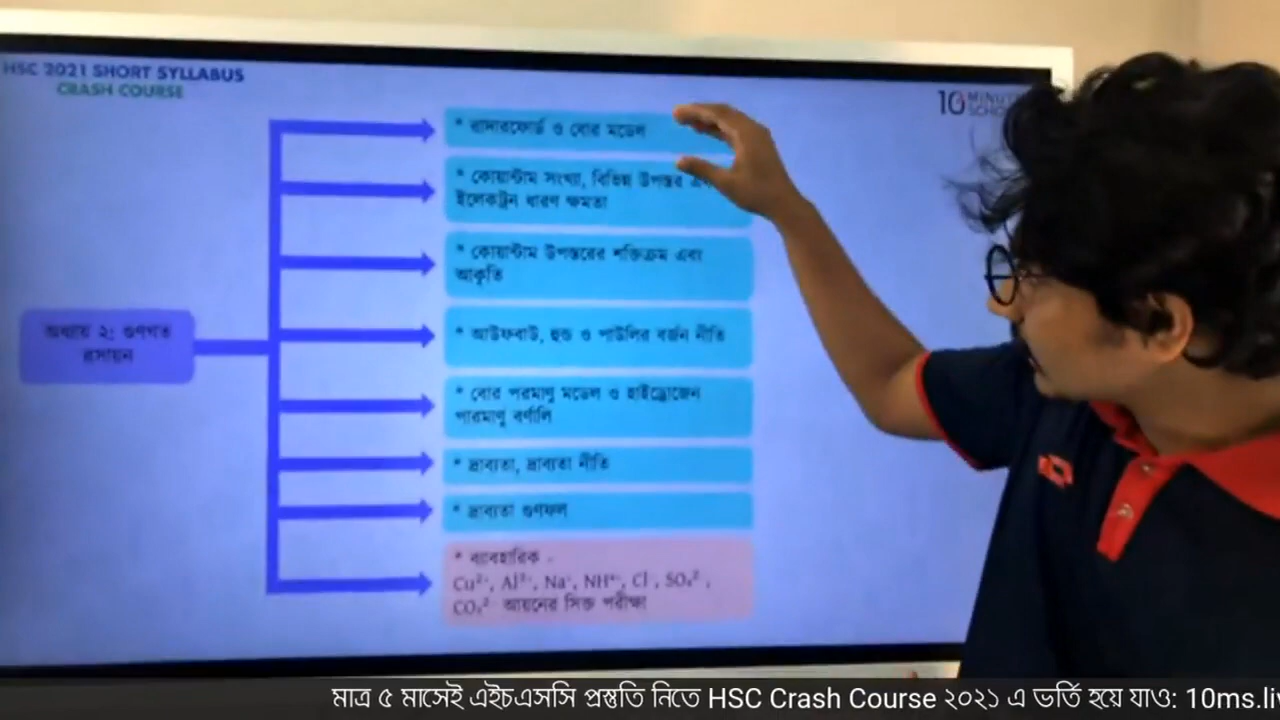 HSC 2021 SHORT SYLLABUS
CRASH COURSE
10 MINUTE
SCHOOL
* রাদারফোর্ড ও বোর মডেল
* কোয়ান্টাম সংখ্যা, বিভিন্ন উপস্তর এবং
ইলেকট্রন ধারণ ক্ষমতা
* কোয়ান্টাম উপস্তরের শক্তিক্রম এবং
আকৃতি
অধ্যায় ২: গুণগত
রসায়ন
* আউফবাউ, হুন্ড ও পাউলির বর্জন নীতি
* বোর পরমাণু মডেল ও হাইড্রোজেন
পারমাণু বর্ণালি
* দ্রাব্যতা, দ্রাব্যতা নীতি
* দ্রাব্যতা গুণফল
* ব্যাবহারিক -
Cu²⁺, Al³⁺, Na⁺, NH⁴⁺, Cl⁻, SO₄²⁻,
CO₃²⁻ আয়নের সিক্ত পরীক্ষা
মাত্র ৫ মাসেই এইচএসসি প্রস্তুতি নিতে HSC Crash Course ২০২১ এ ভর্তি হয়ে যাও: 10ms.liv